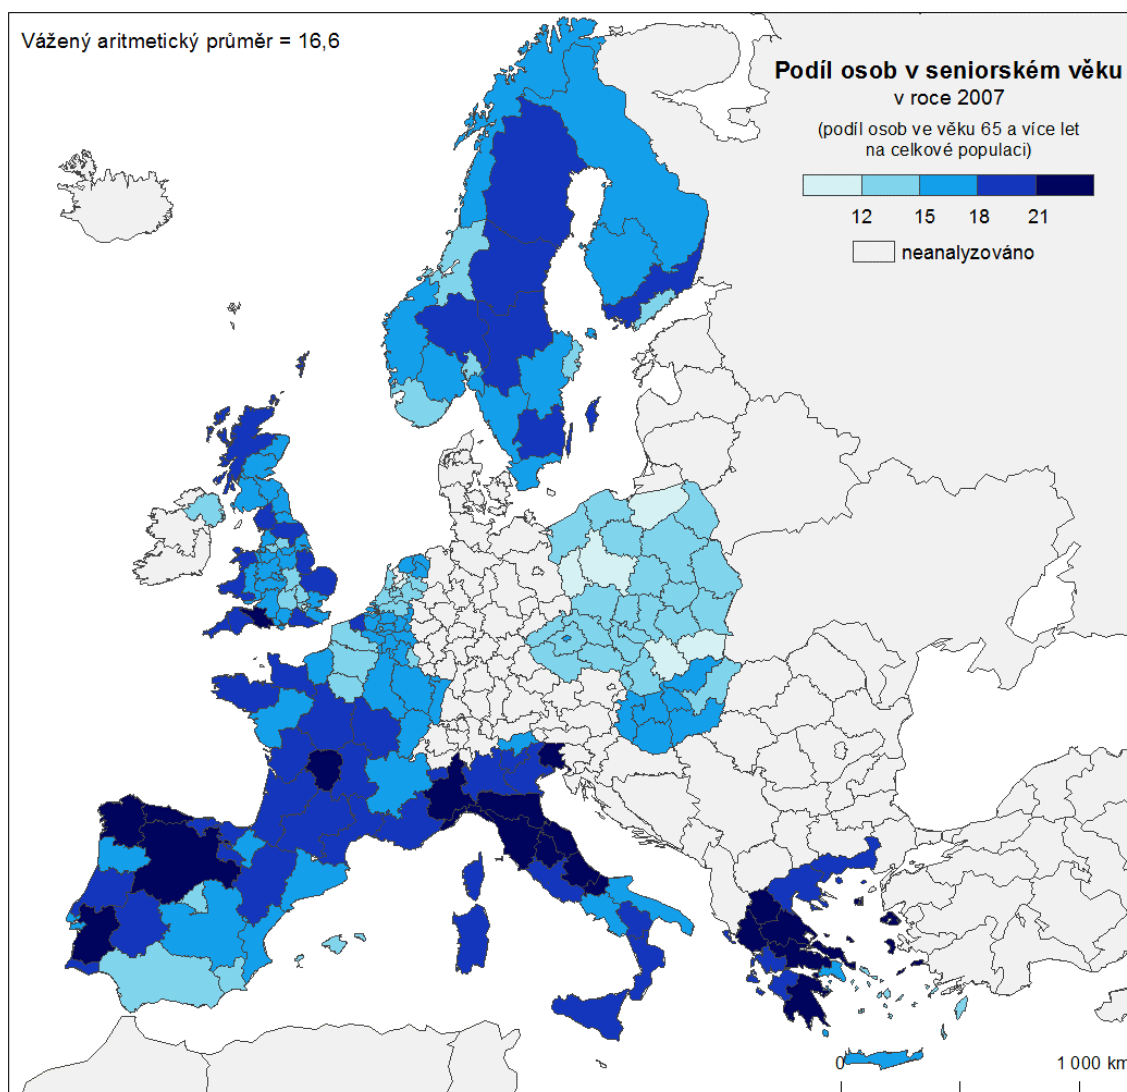 Vážený aritmetický průměr = 16,6
Podíl osob v seniorském věku
v roce 2007
(podíl osob ve věku 65 a více let
na celkové populaci)
12 15 18 21
neanalyzováno
0 1 000 km